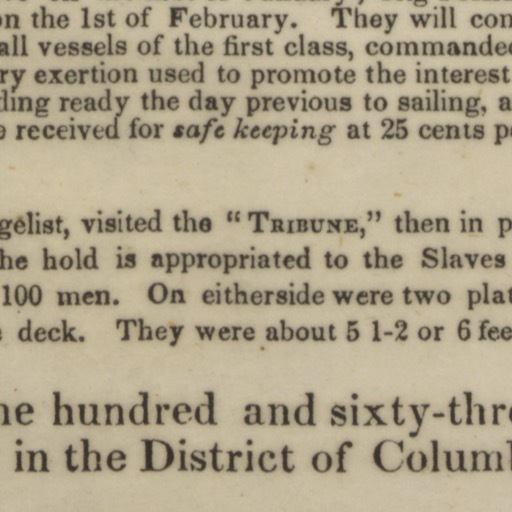 on the 1st of February. They will con
all vessels of the first class, commanded
ry exertion used to promote the interest
ding ready the day previous to sailing, a
e received for safe keeping at 25 cents p
gelist, visited the "TRIBUNE," then in p
he hold is appropriated to the Slaves
100 men. On eitherside were two plat
deck. They were about 5 1-2 or 6 fee
ne hundred and sixty-thre
in the District of Columb